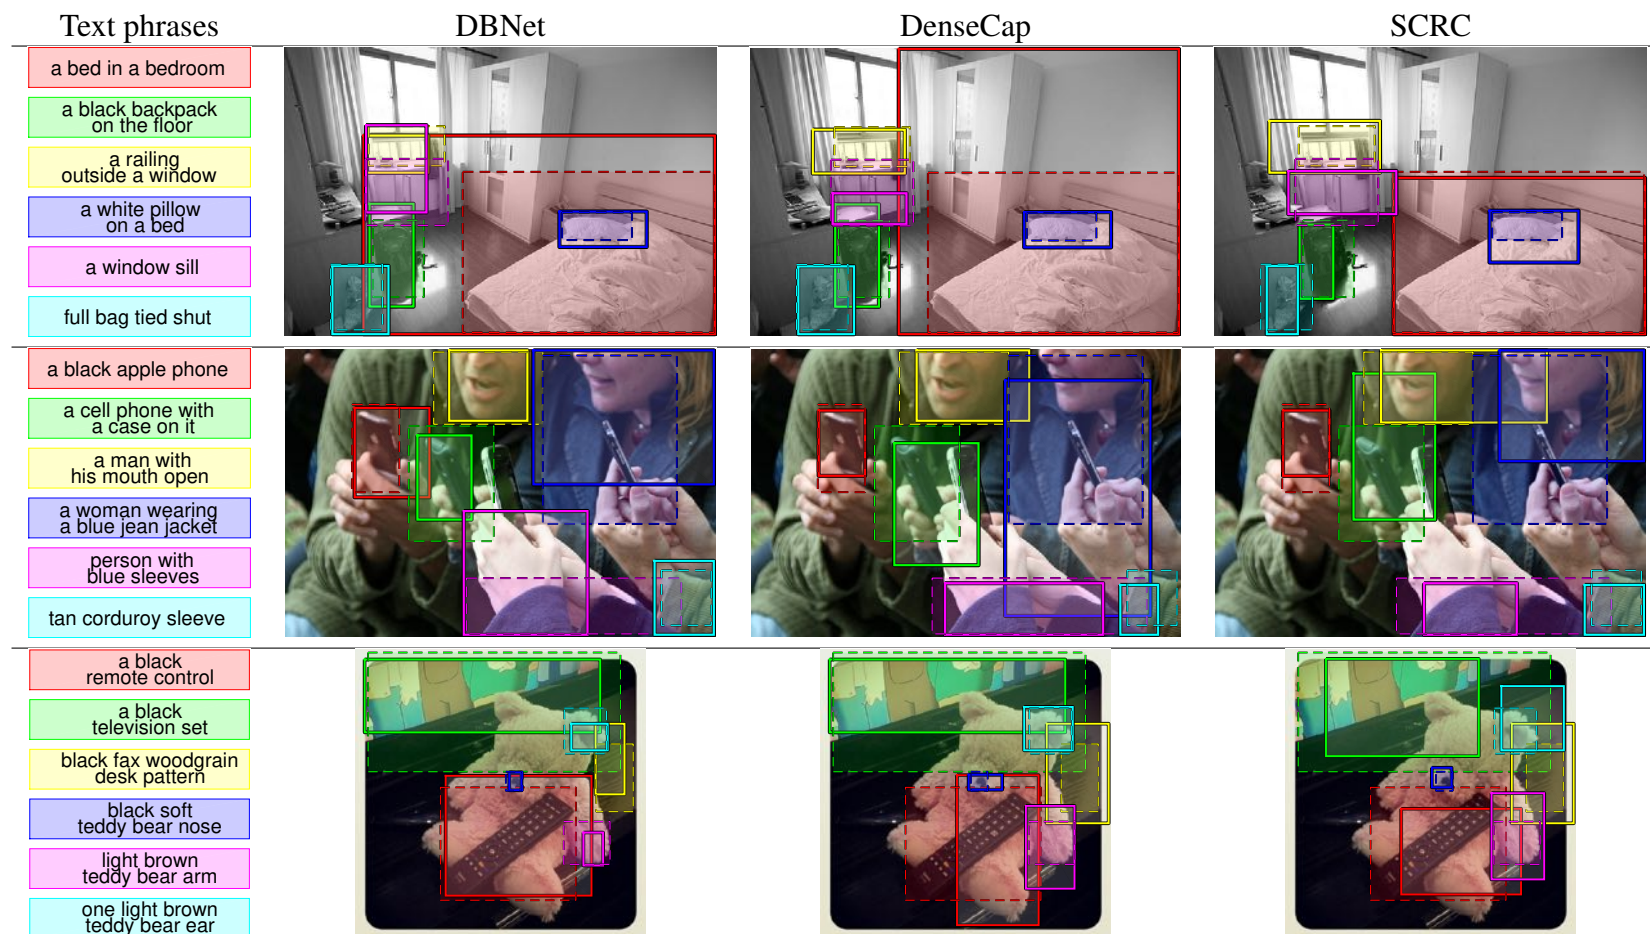 Text phrases DBNet DenseCap SCRC
a bed in a bedroom
a black backpack
on the floor
a railing
outside a window
a white pillow
on a bed
a window sill
full bag tied shut
a black apple phone
a cell phone with
a case on it
a man with
his mouth open
a woman wearing
a blue jean jacket
person with
blue sleeves
tan corduroy sleeve
a black
remote control
a black
television set
black fax woodgrain
desk pattern
black soft
teddy bear nose
light brown
teddy bear arm
one light brown
teddy bear ear